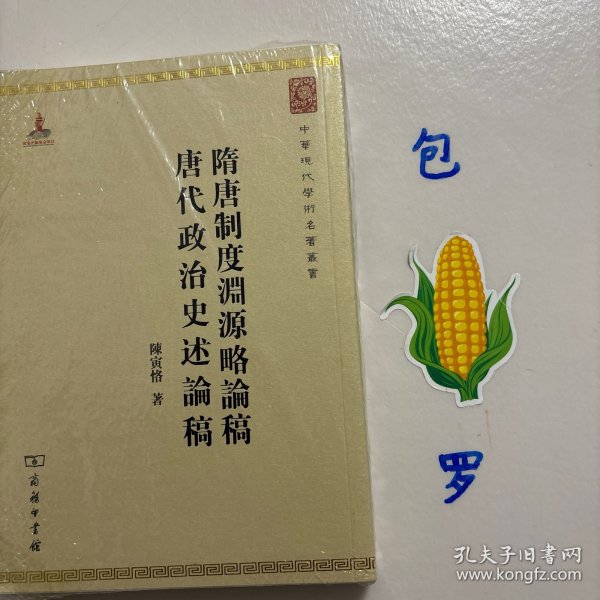 中華現代學術名著叢書
隋唐制度淵源略論稿
唐代政治史述論稿
陳寅恪 著
商務印書館
包
罗
孔夫子旧书网
www.kongfz.com